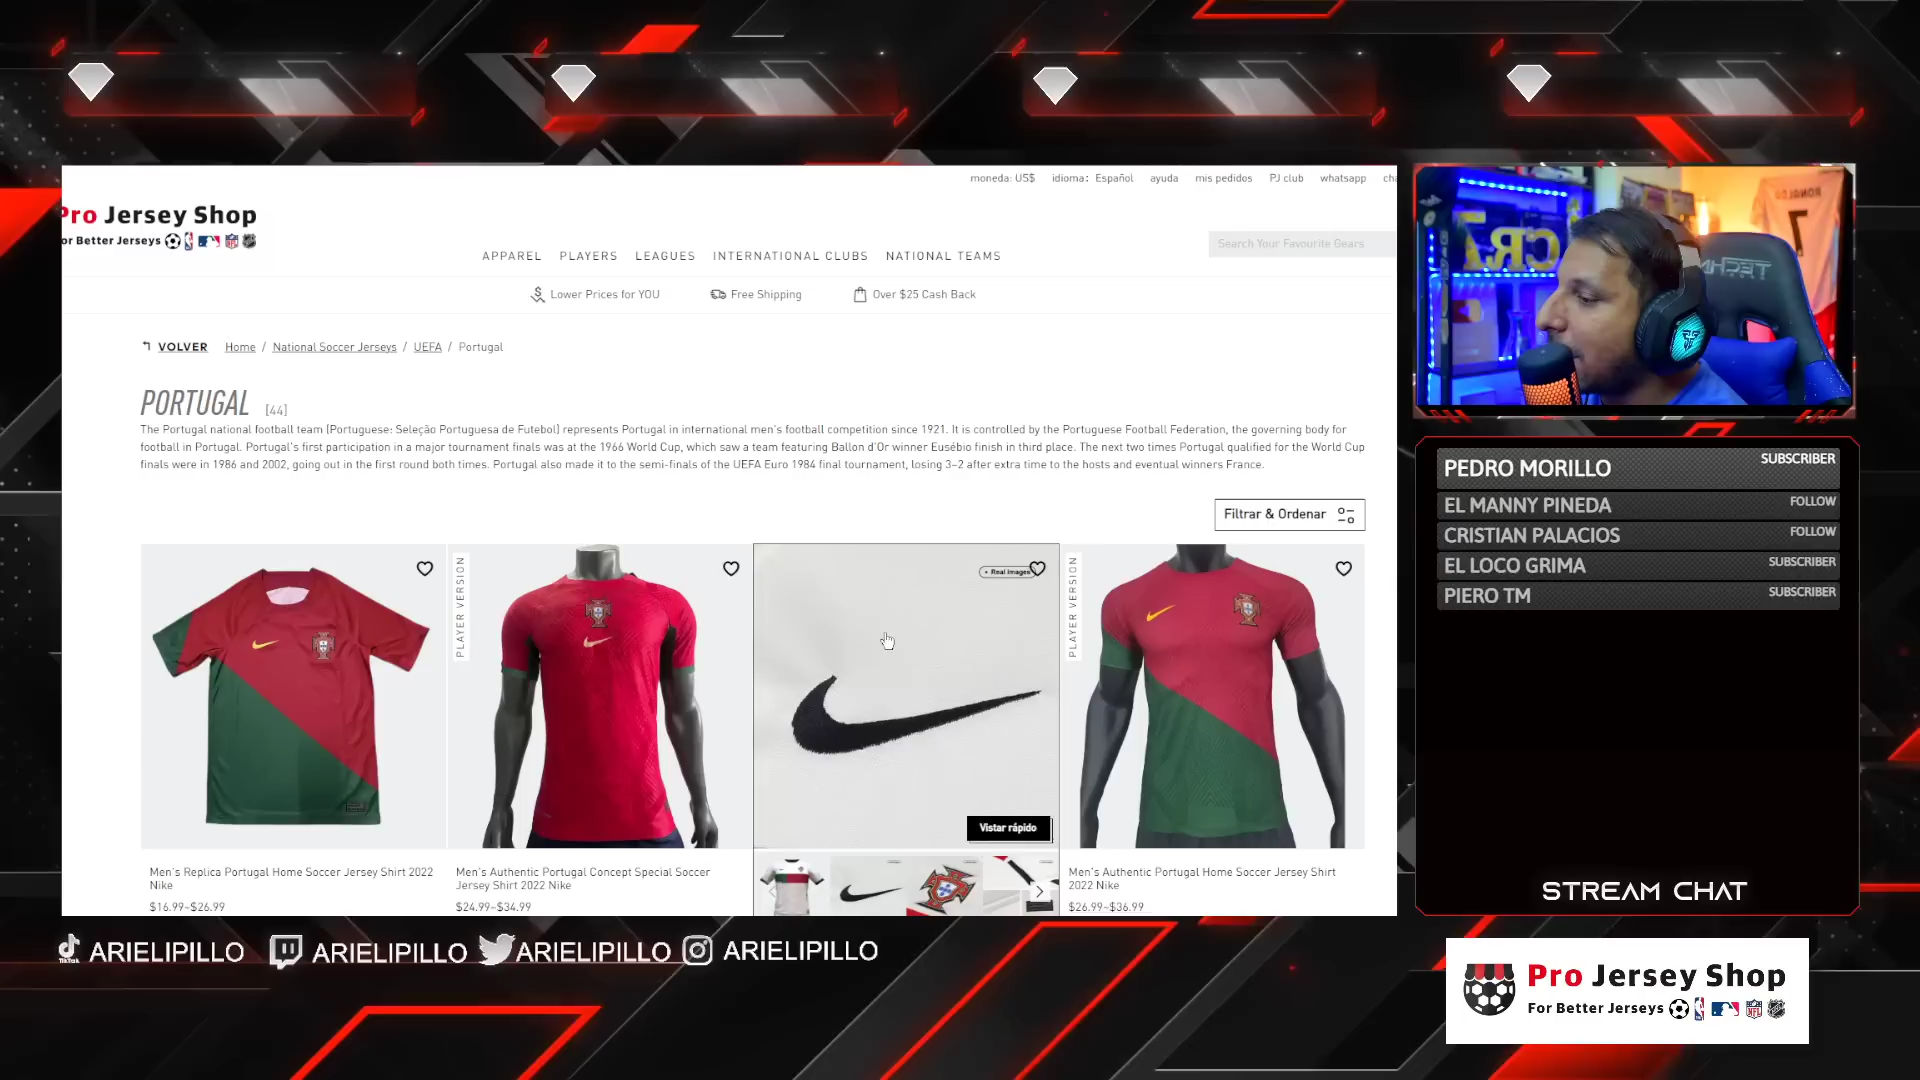 moneda: US$ idioma: Español ayuda mis pedidos PJ club whatsapp
Pro Jersey Shop
or Better Jerseys
Search Your Favourite Gears
APPAREL PLAYERS LEAGUES INTERNATIONAL CLUBS NATIONAL TEAMS
Lower Prices for YOU Free Shipping Over $25 Cash Back
VOLVER Home / National Soccer Jerseys / UEFA / Portugal
PORTUGAL [44]
The Portugal national football team (Portuguese: Seleção Portuguesa de Futebol) represents Portugal in international men's football competition since 1921. It is controlled by the Portuguese Football Federation, the governing body for
football in Portugal. Portugal's first participation in a major tournament finals was at the 1966 World Cup, which saw a team featuring Ballon d'Or winner Eusébio finish in third place. The next two times Portugal qualified for the World Cup
finals were in 1986 and 2002, going out in the first round both times. Portugal also made it to the semi-finals of the UEFA Euro 1984 final tournament, losing 3–2 after extra time to the hosts and eventual winners France.
Filtrar & Ordenar
PLAYER VERSION
+ Real Images
PLAYER VERSION
Vistar rápido
Men's Replica Portugal Home Soccer Jersey Shirt 2022
Nike
$16.99~$26.99
Men's Authentic Portugal Concept Special Soccer
Jersey Shirt 2022 Nike
$24.99~$34.99
Men's Authentic Portugal Home Soccer Jersey Shirt
2022 Nike
$26.99~$36.99
RONALDO
7
PEDRO MORILLO SUBSCRIBER
EL MANNY PINEDA FOLLOW
CRISTIAN PALACIOS FOLLOW
EL LOCO GRIMA SUBSCRIBER
PIERO TM SUBSCRIBER
STREAM CHAT
TikTok ARIELIPILLO ARIELIPILLO ARIELIPILLO ARIELIPILLO
Pro Jersey Shop
For Better Jerseys